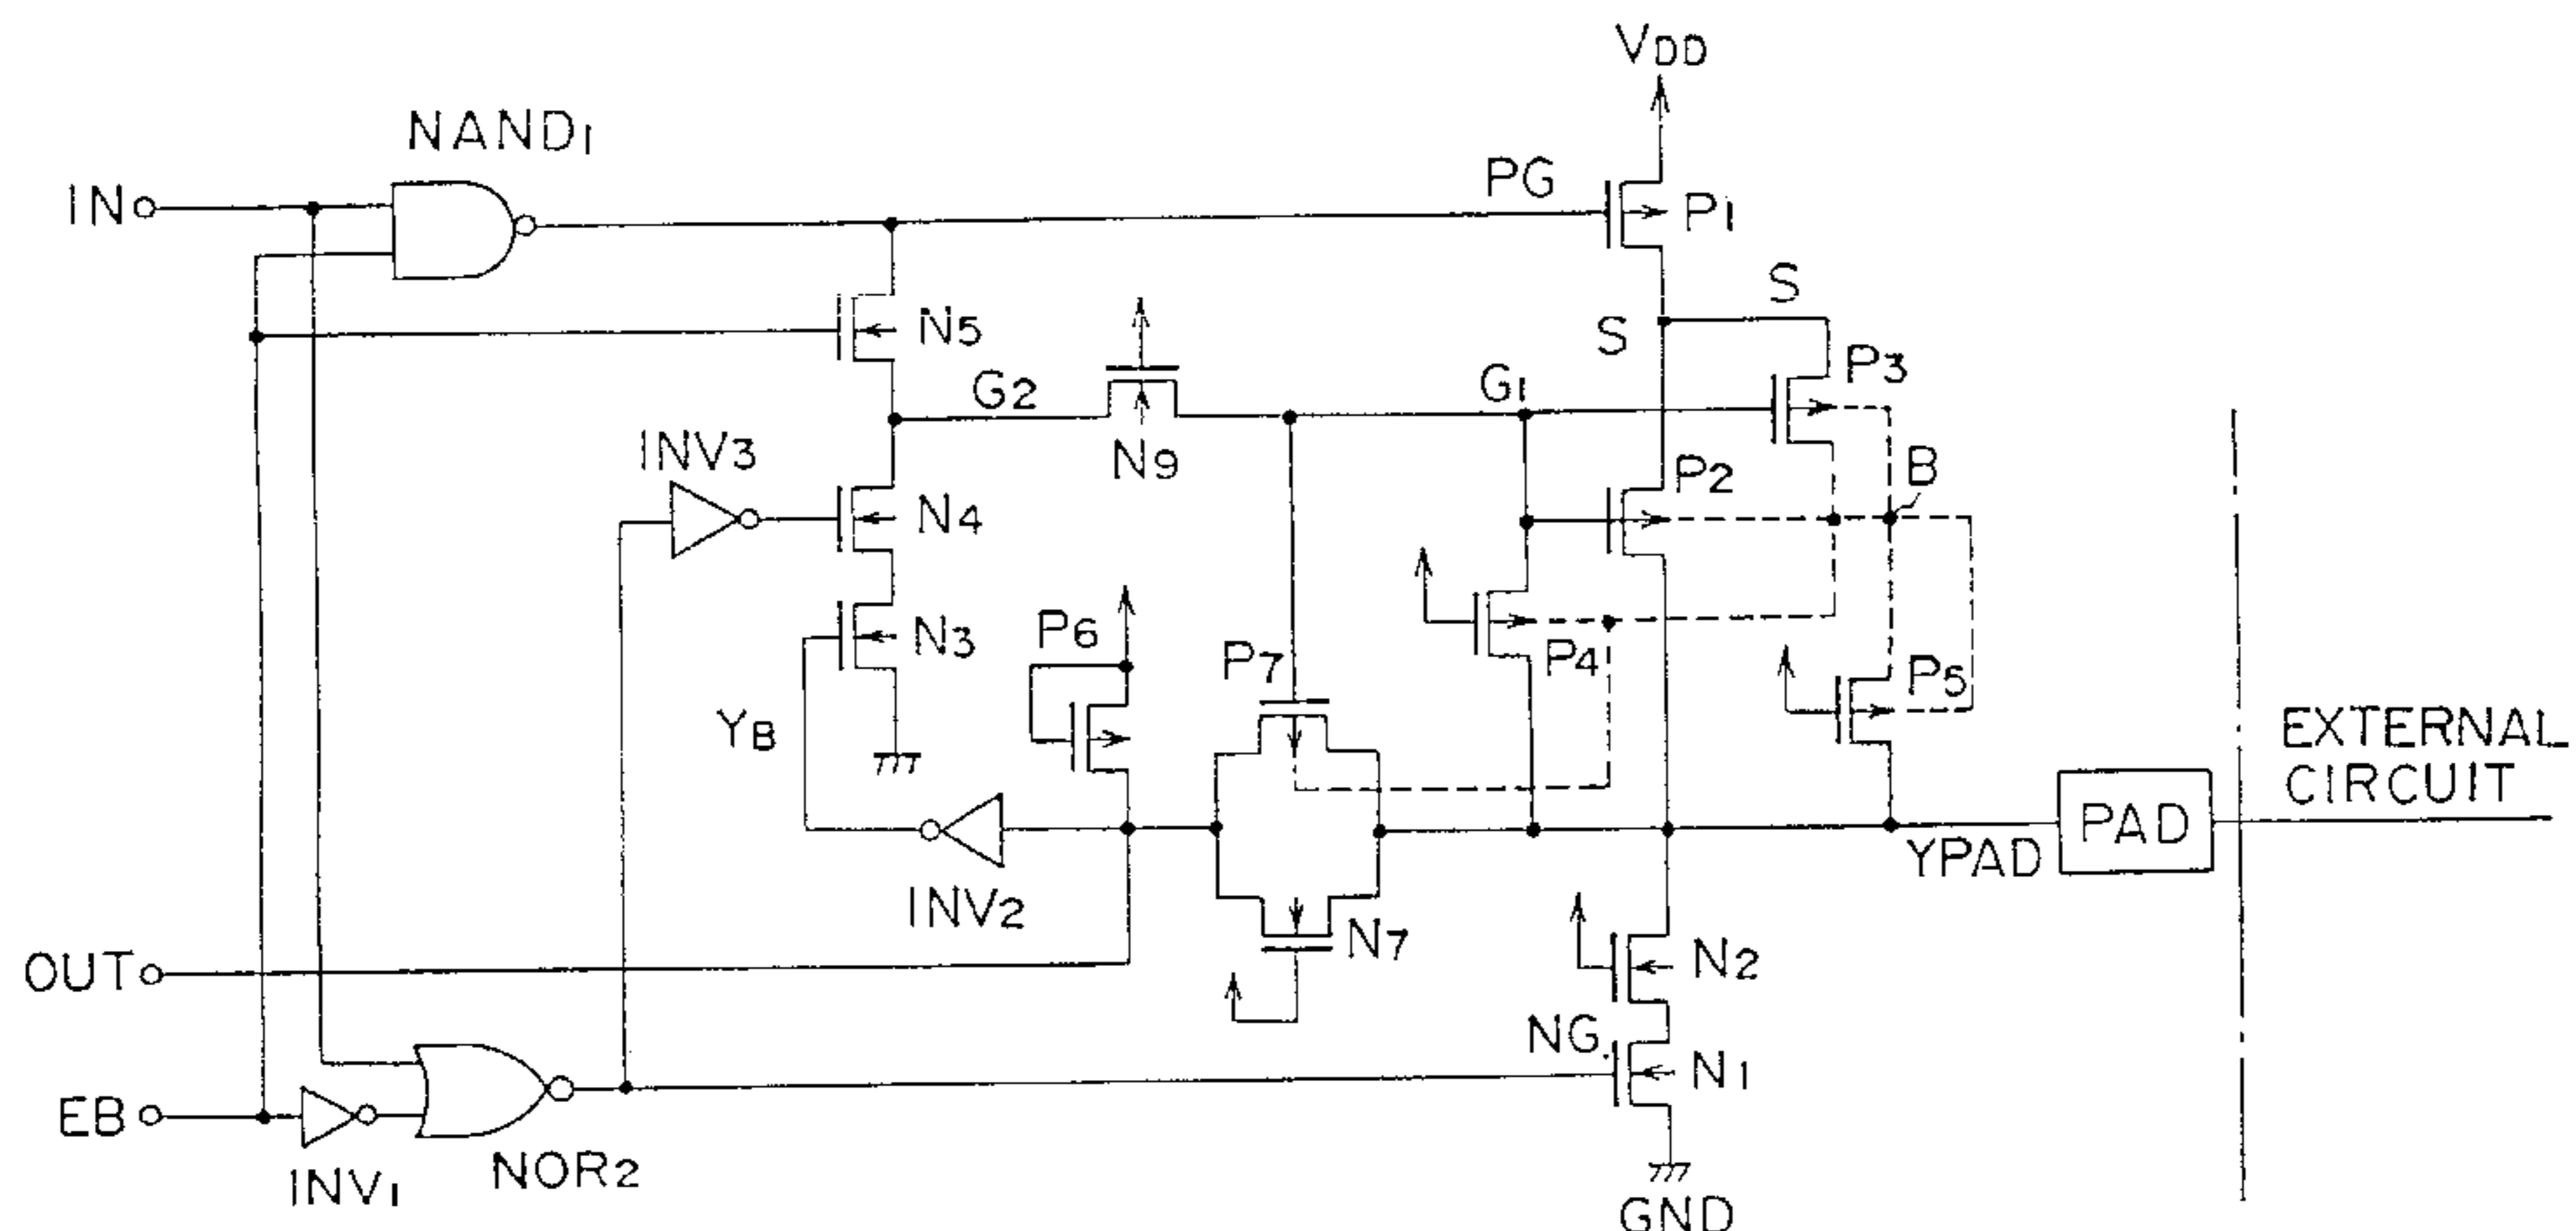 VDD
NAND1
IN
PG
P1
S
S
N5
P3
G2
G1
INV3
N9
P2
B
N4
P6
N3
P7
P4
P5
YB
EXTERNAL
CIRCUIT
PAD
YPAD
INV2
N7
N2
OUT
NG
N1
EB
NOR2
INV1
GND